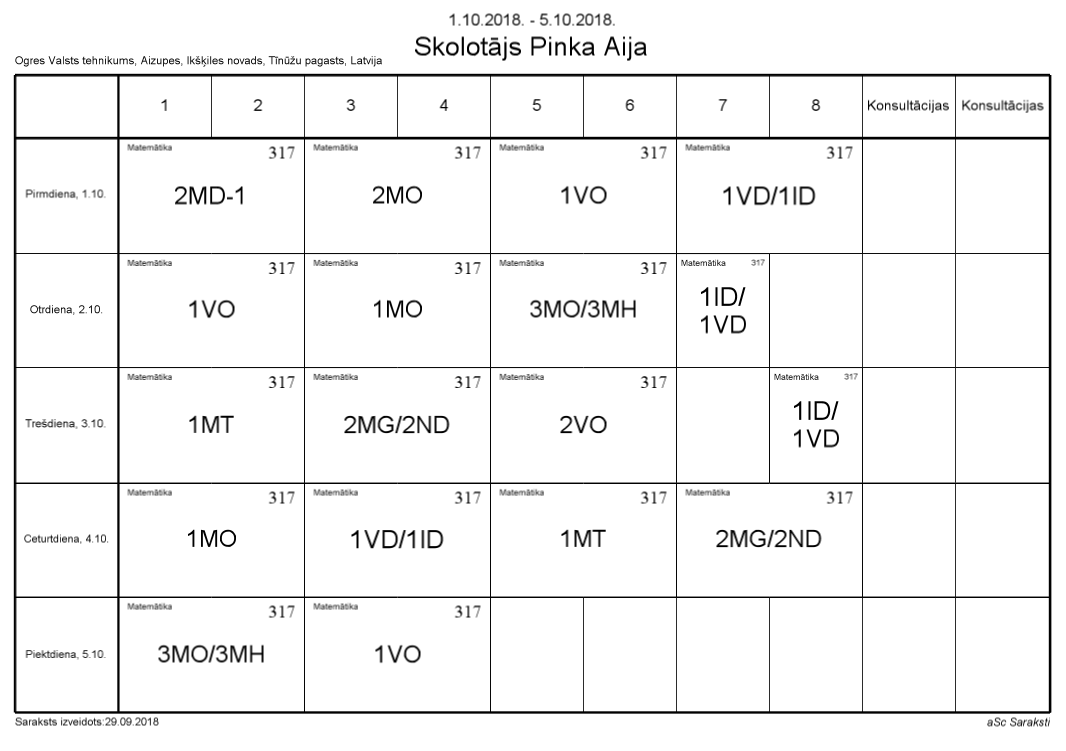 1.10.2018. - 5.10.2018.
Skolotājs Pinka Aija
Ogres Valsts tehnikums, Aizupes, Ikšķiles novads, Tīnūžu pagasts, Latvija
1 2 3 4 5 6 7 8 Konsultācijas Konsultācijas
Matemātika 317 Matemātika 317 Matemātika 317 Matemātika 317
Pirmdiena, 1.10. 2MD-1 2MO 1VO 1VD/1ID
Matemātika 317 Matemātika 317 Matemātika 317 Matemātika 317
Otrdiena, 2.10. 1VO 1MO 3MO/3MH 1ID/
1VD
Matemātika 317 Matemātika 317 Matemātika 317 Matemātika 317
Trešdiena, 3.10. 1MT 2MG/2ND 2VO 1ID/
1VD
Matemātika 317 Matemātika 317 Matemātika 317 Matemātika 317
Ceturtdiena, 4.10. 1MO 1VD/1ID 1MT 2MG/2ND
Matemātika 317 Matemātika 317
Piektdiena, 5.10. 3MO/3MH 1VO
Saraksts izveidots:29.09.2018 aSc Saraksti